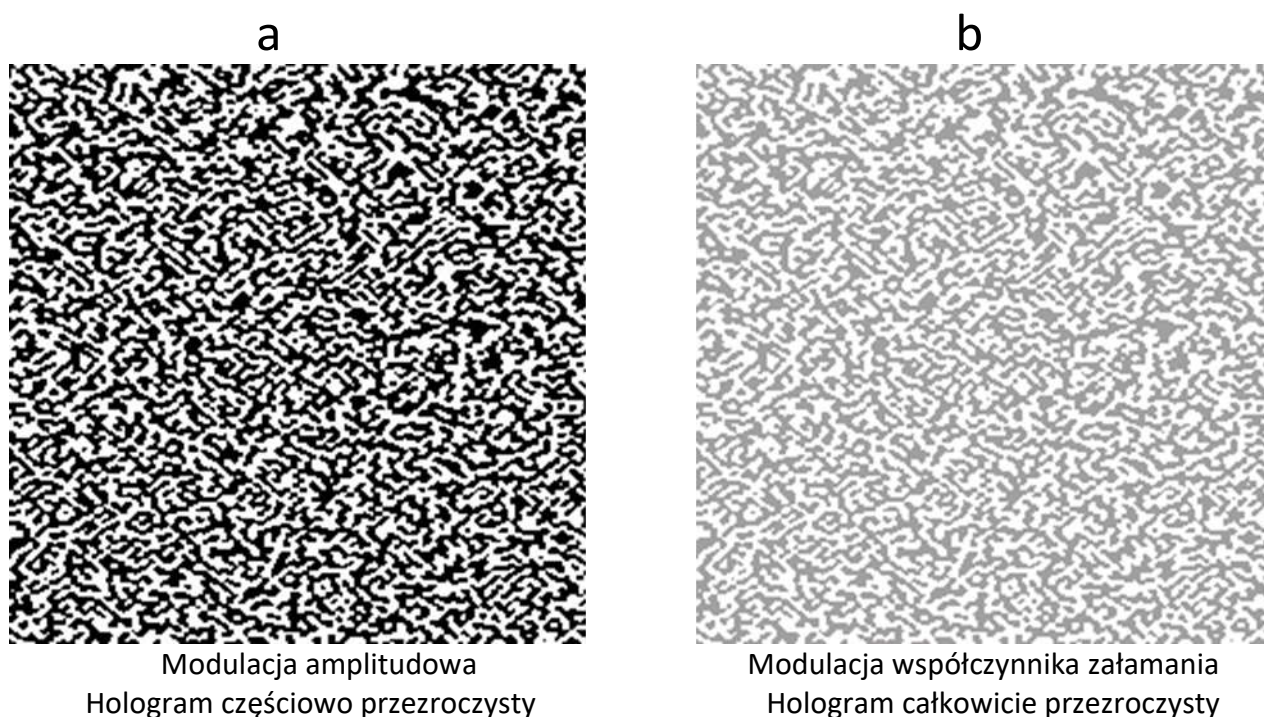 a
b
Modulacja amplitudowa
Hologram częściowo przezroczysty
Modulacja współczynnika załamania
Hologram całkowicie przezroczysty